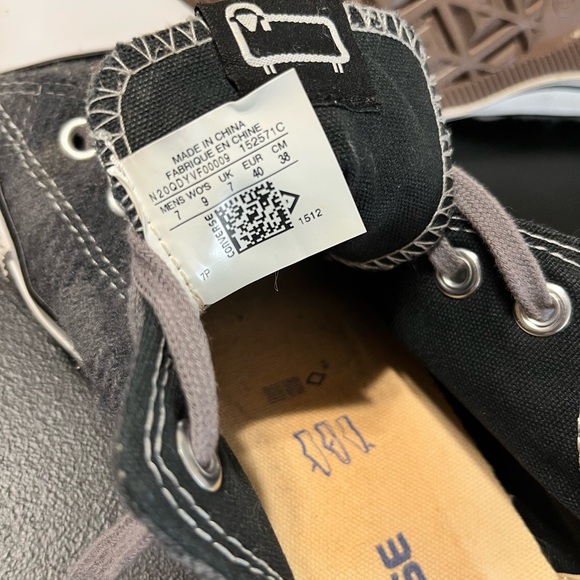 MADE IN CHINA
FABRIQUE EN CHINE
N20QDYVF00009 152571C
MENS WO'S UK EUR CM
7 9 7 40 38
CONVERSE
1512
7P
SE